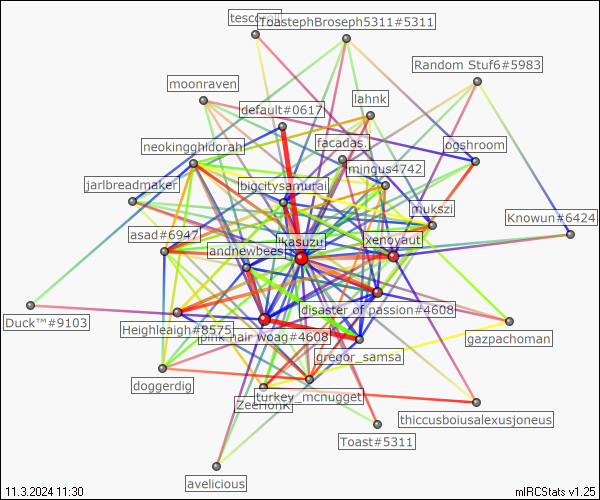 tescoroll
ToastephBroseph5311#5311
Random Stuf6#5983
moonraven
lahnk
default#0617
neokingghidorah
facadas.
ogshroom
mingus4742
jarlbreadmaker
bigcitysamurai
mukszi
Knowun#6424
asad#6947
ikasuzu
xenoyaut
andnewbees
disaster of passion#4608
Duck™#9103
Heighleaigh#8575
pink hair woag#4608
gazpachoman
gregor_samsa
doggerdig
turkey_mcnugget
ZeeHonk
thiccusboiusalexusjoneus
Toast#5311
avelicious
11.3.2024 11:30
mIRCStats v1.25